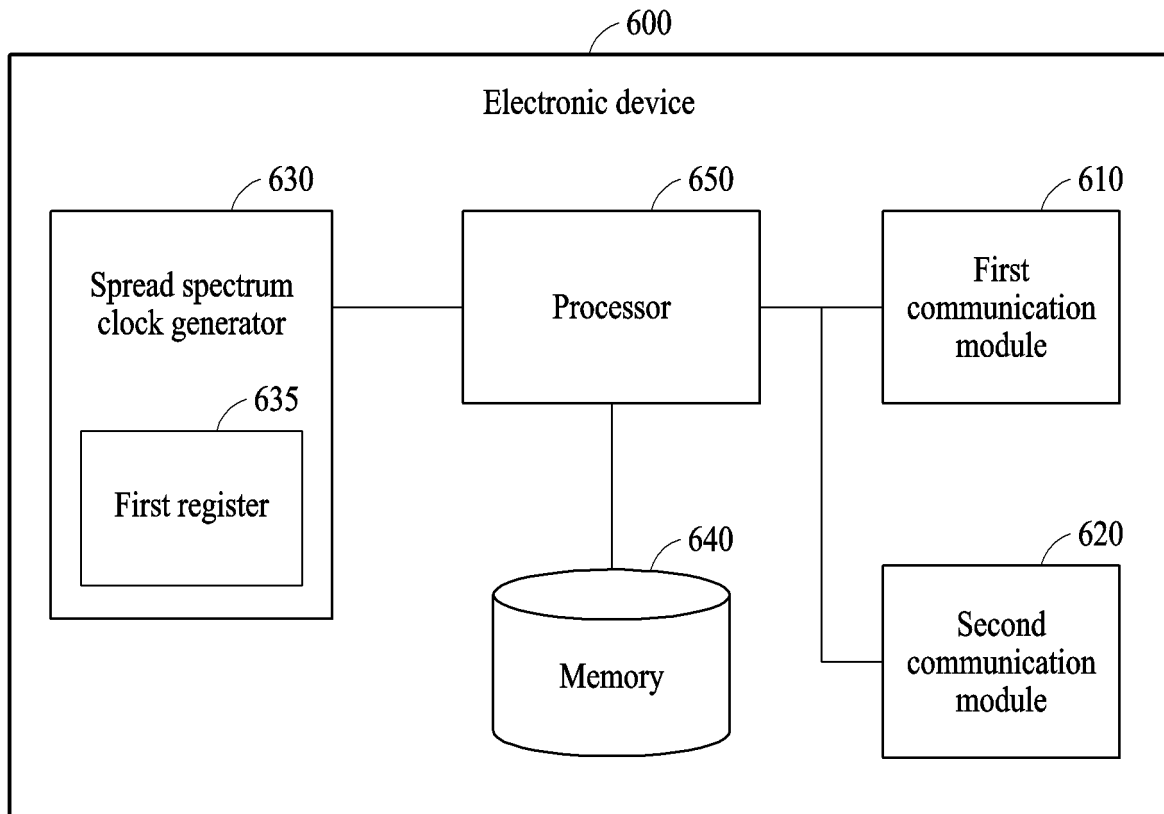 600
Electronic device
630
650
610
Spread spectrum
clock generator
Processor
First
communication
module
635
First register
640
620
Memory
Second
communication
module